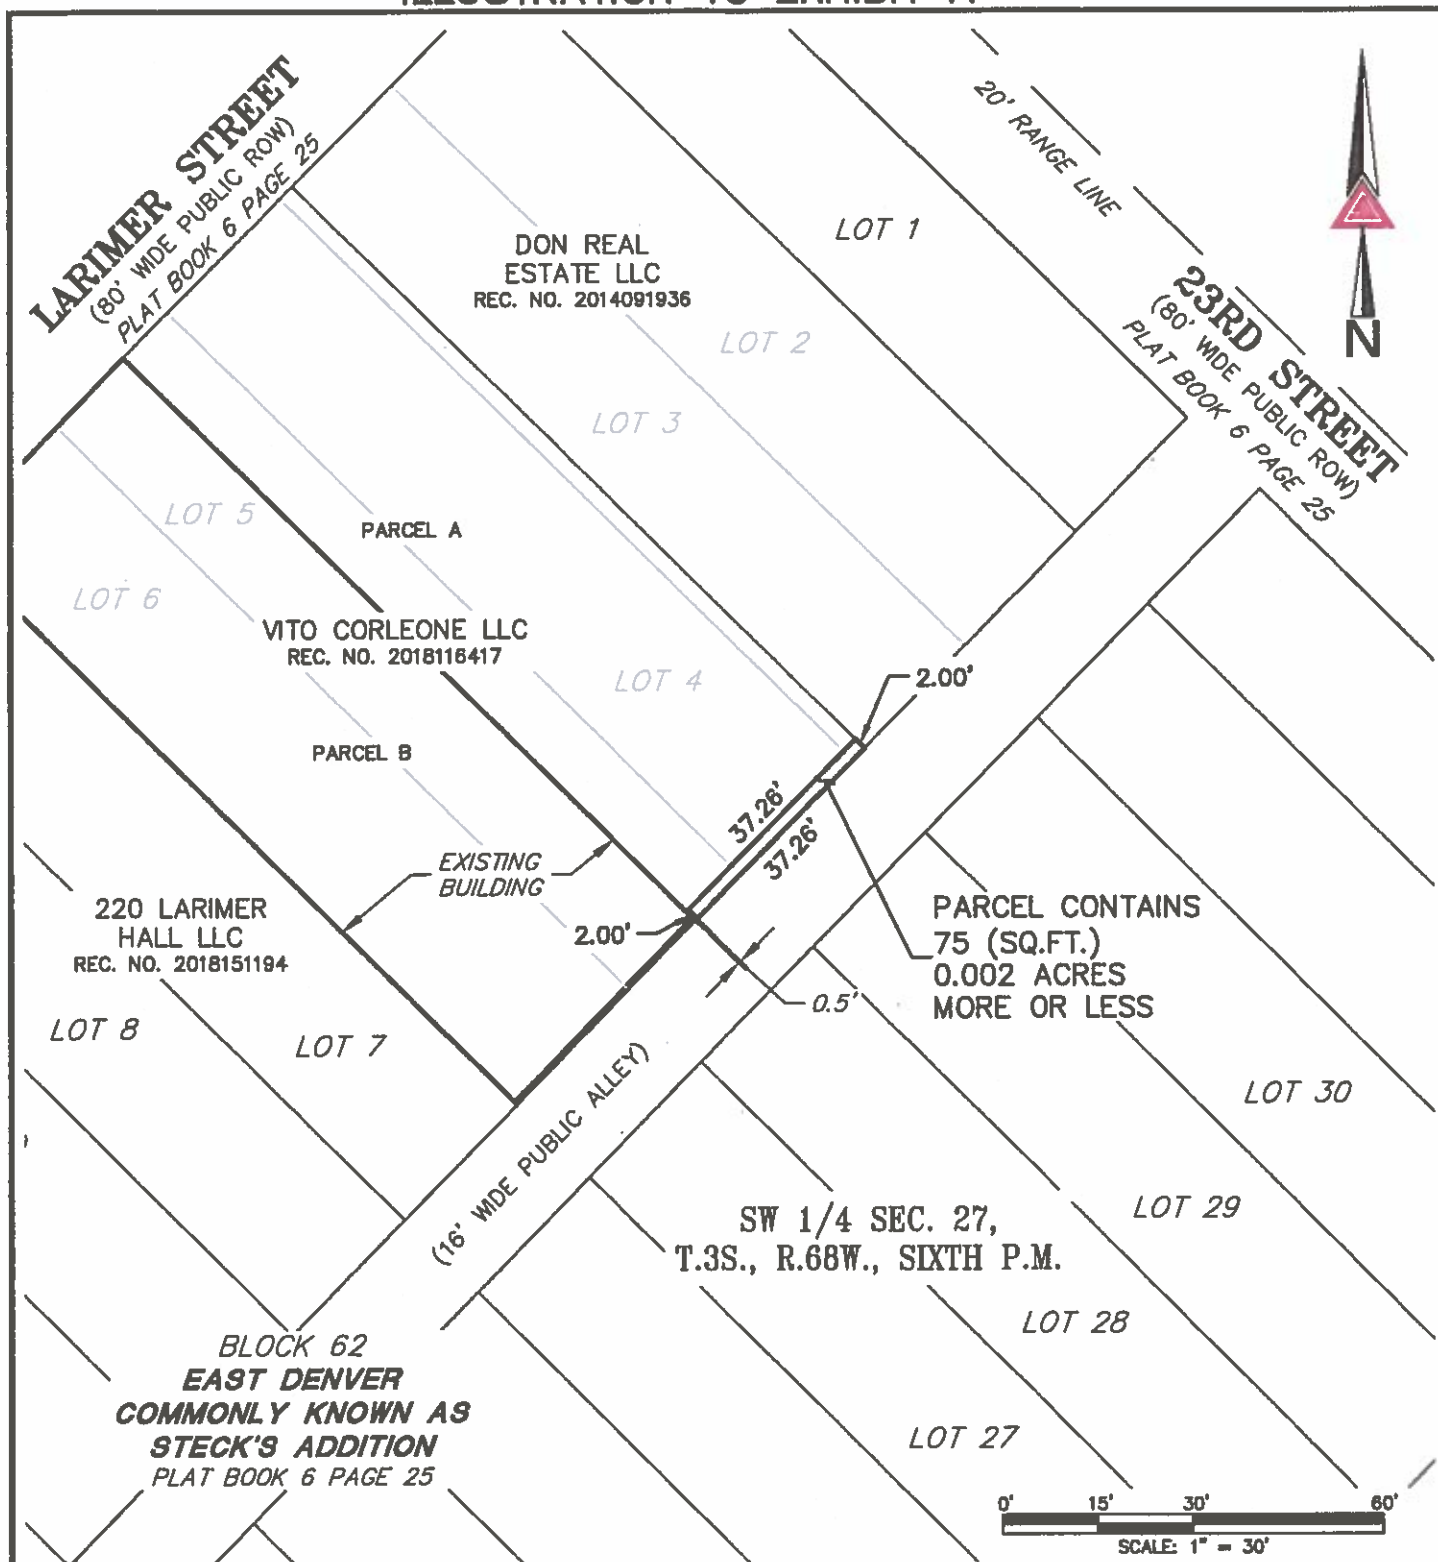 ILLUSTRATION TO EXHIBIT A
LARIMER STREET
(80' WIDE PUBLIC ROW)
PLAT BOOK 6 PAGE 25
20' RANGE LINE
LOT 1
DON REAL
ESTATE LLC
REC. NO. 2014091936
N
23RD STREET
(80' WIDE PUBLIC ROW)
PLAT BOOK 6 PAGE 25
LOT 2
LOT 3
LOT 5
PARCEL A
LOT 6
VITO CORLEONE LLC
REC. NO. 2018116417
LOT 4
2.00'
PARCEL B
37.26'
37.26'
EXISTING
BUILDING
220 LARIMER
HALL LLC
REC. NO. 2018151194
2.00'
PARCEL CONTAINS
75 (SQ.FT.)
0.002 ACRES
MORE OR LESS
0.5'
LOT 8
LOT 7
LOT 30
(16' WIDE PUBLIC ALLEY)
LOT 29
SW 1/4 SEC. 27,
T.3S., R.68W., SIXTH P.M.
LOT 28
BLOCK 62
EAST DENVER
COMMONLY KNOWN AS
STECK'S ADDITION
PLAT BOOK 6 PAGE 25
LOT 27
0' 15' 30' 60'
SCALE: 1" = 30'